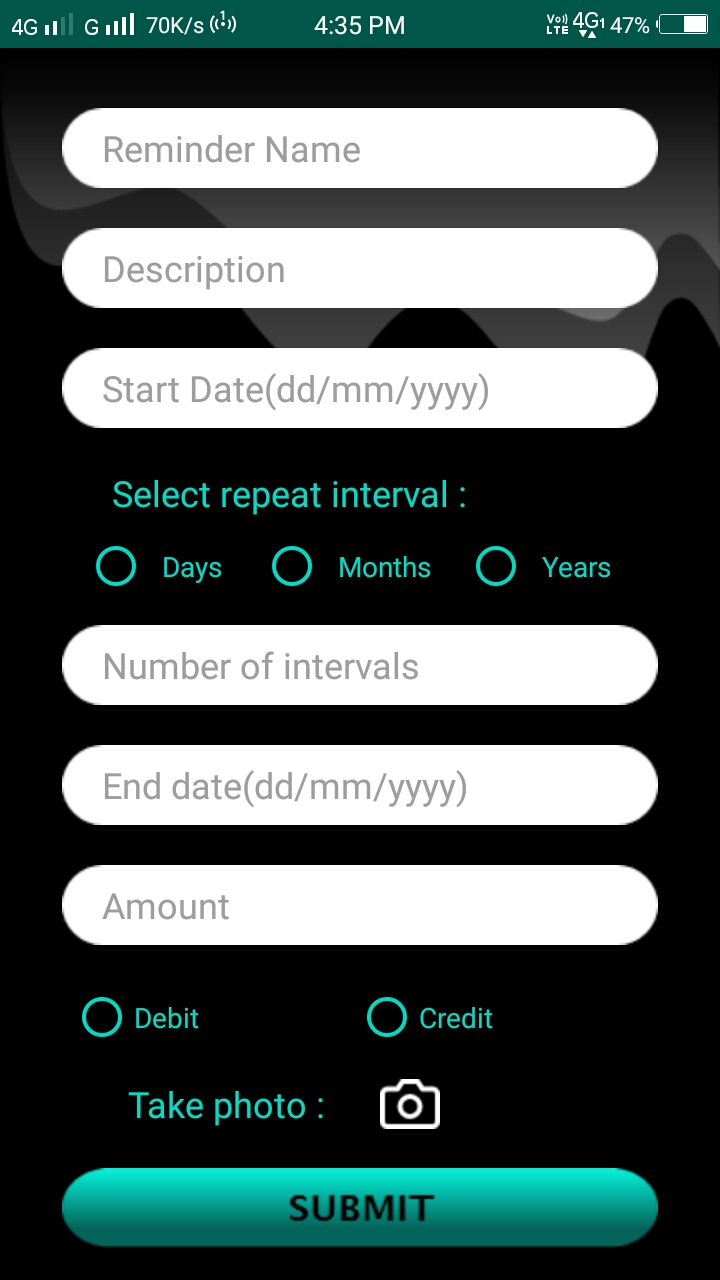 4G G 70K/s 4:35 PM Vo)) LTE 4G1 47%
Reminder Name
Description
Start Date(dd/mm/yyyy)
Select repeat interval :
Days Months Years
Number of intervals
End date(dd/mm/yyyy)
Amount
Debit Credit
Take photo :
SUBMIT